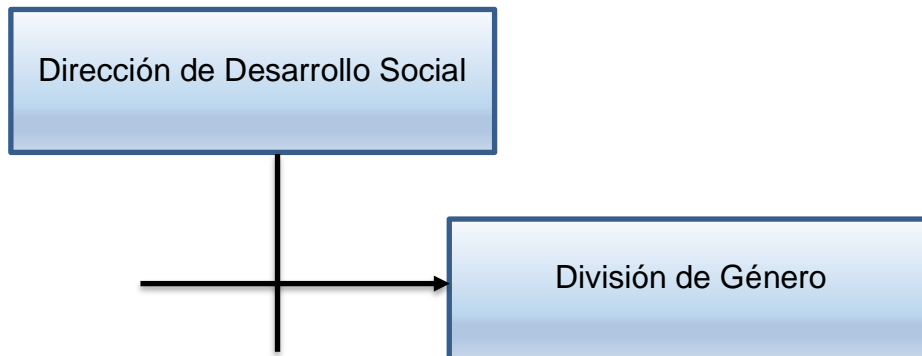 Dirección de Desarrollo Social
División de Género